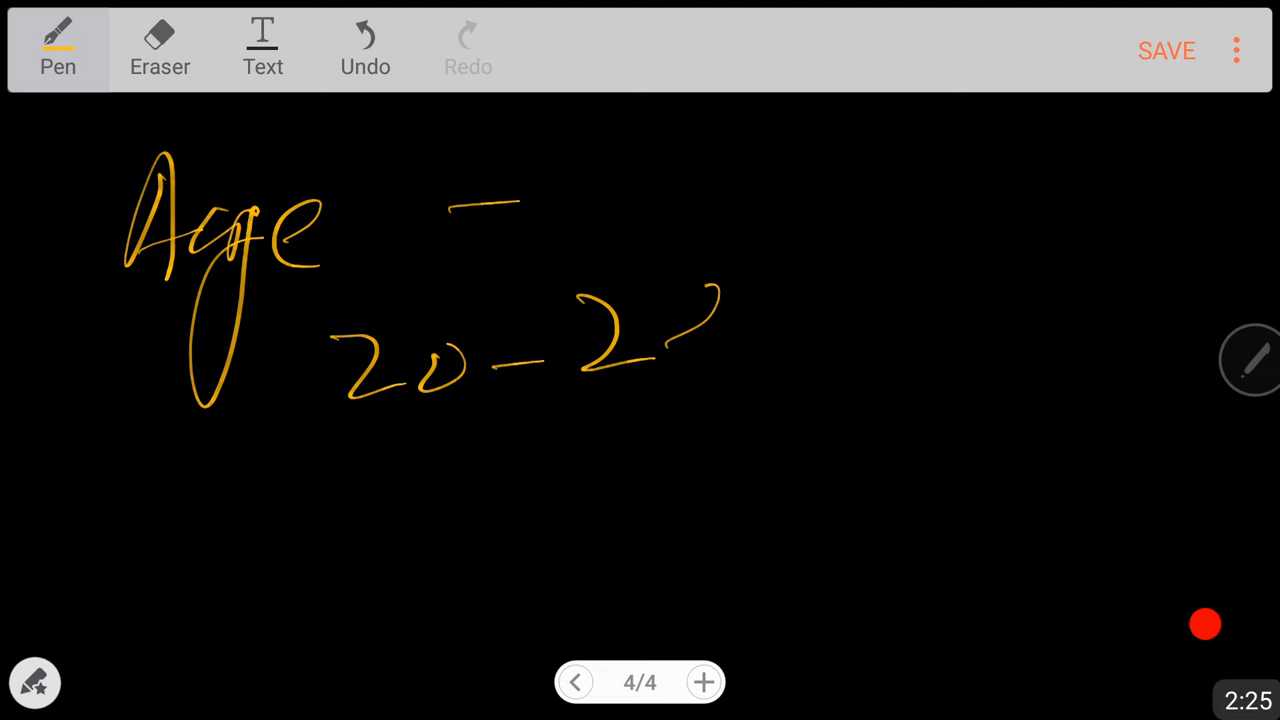 Pen Eraser Text Undo Redo SAVE
T
Age –
20 – 2
4/4
2:25